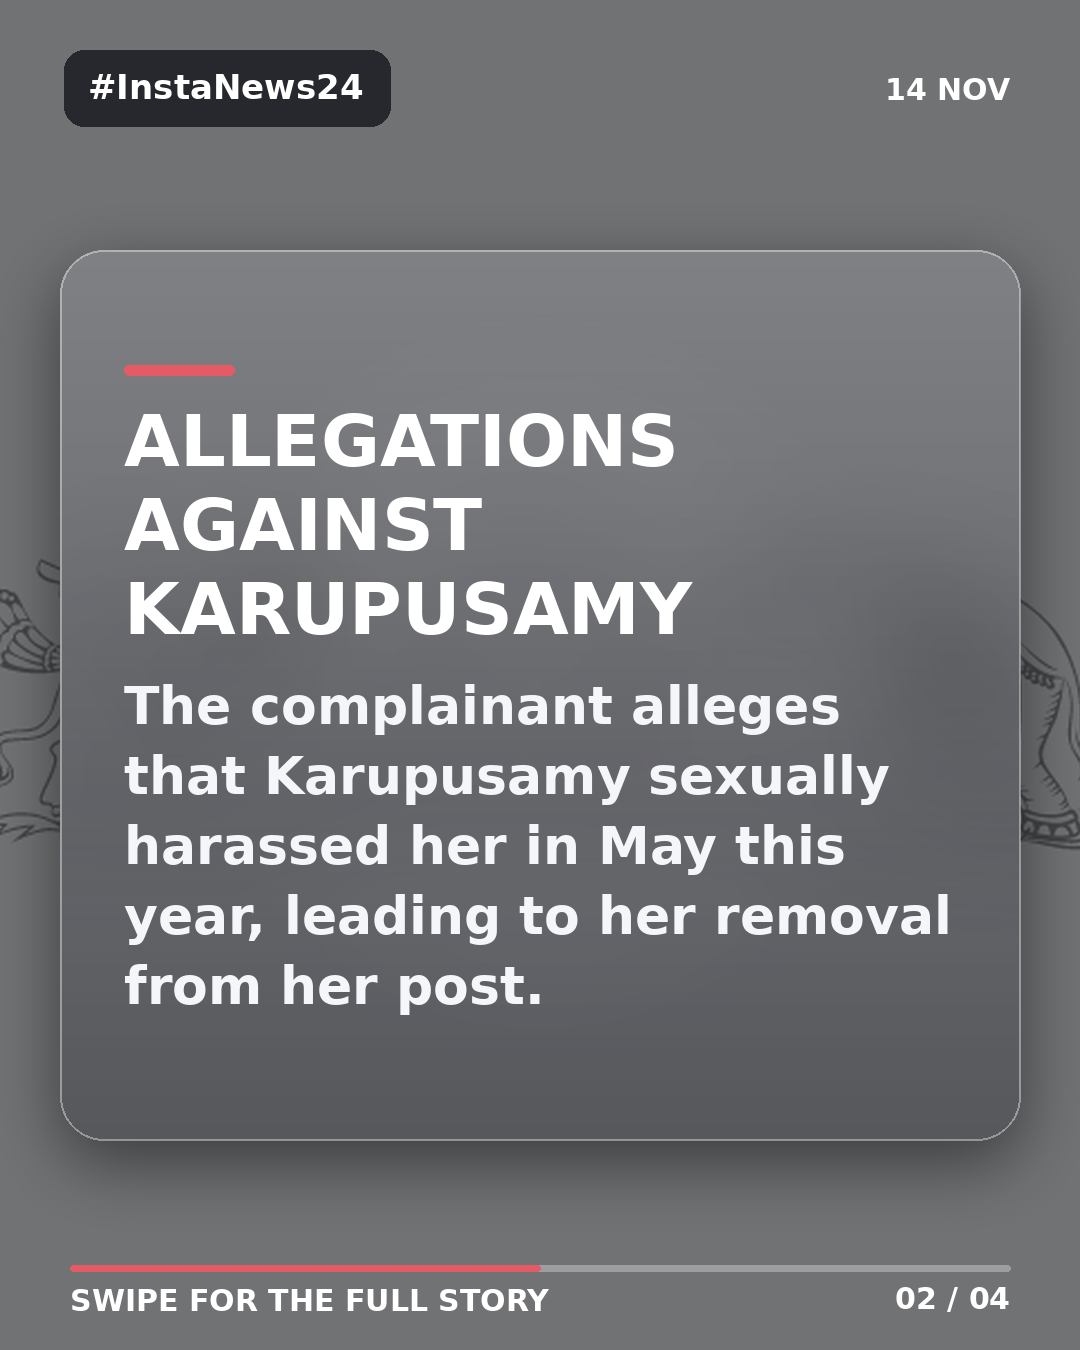 #InstaNews24
14 NOV
ALLEGATIONS
AGAINST
KARUPUSAMY
The complainant alleges
that Karupusamy sexually
harassed her in May this
year, leading to her removal
from her post.
SWIPE FOR THE FULL STORY
02 / 04